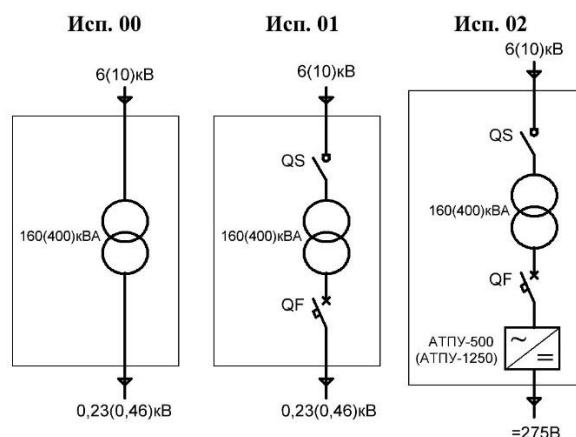 Исп. 00
6(10)кВ
160(400)кВА
0,23(0,46)кВ
Исп. 01
6(10)кВ
QS
160(400)кВА
QF
0,23(0,46)кВ
Исп. 02
6(10)кВ
QS
160(400)кВА
QF
АТПУ-500
(АТПУ-1250)
=275В